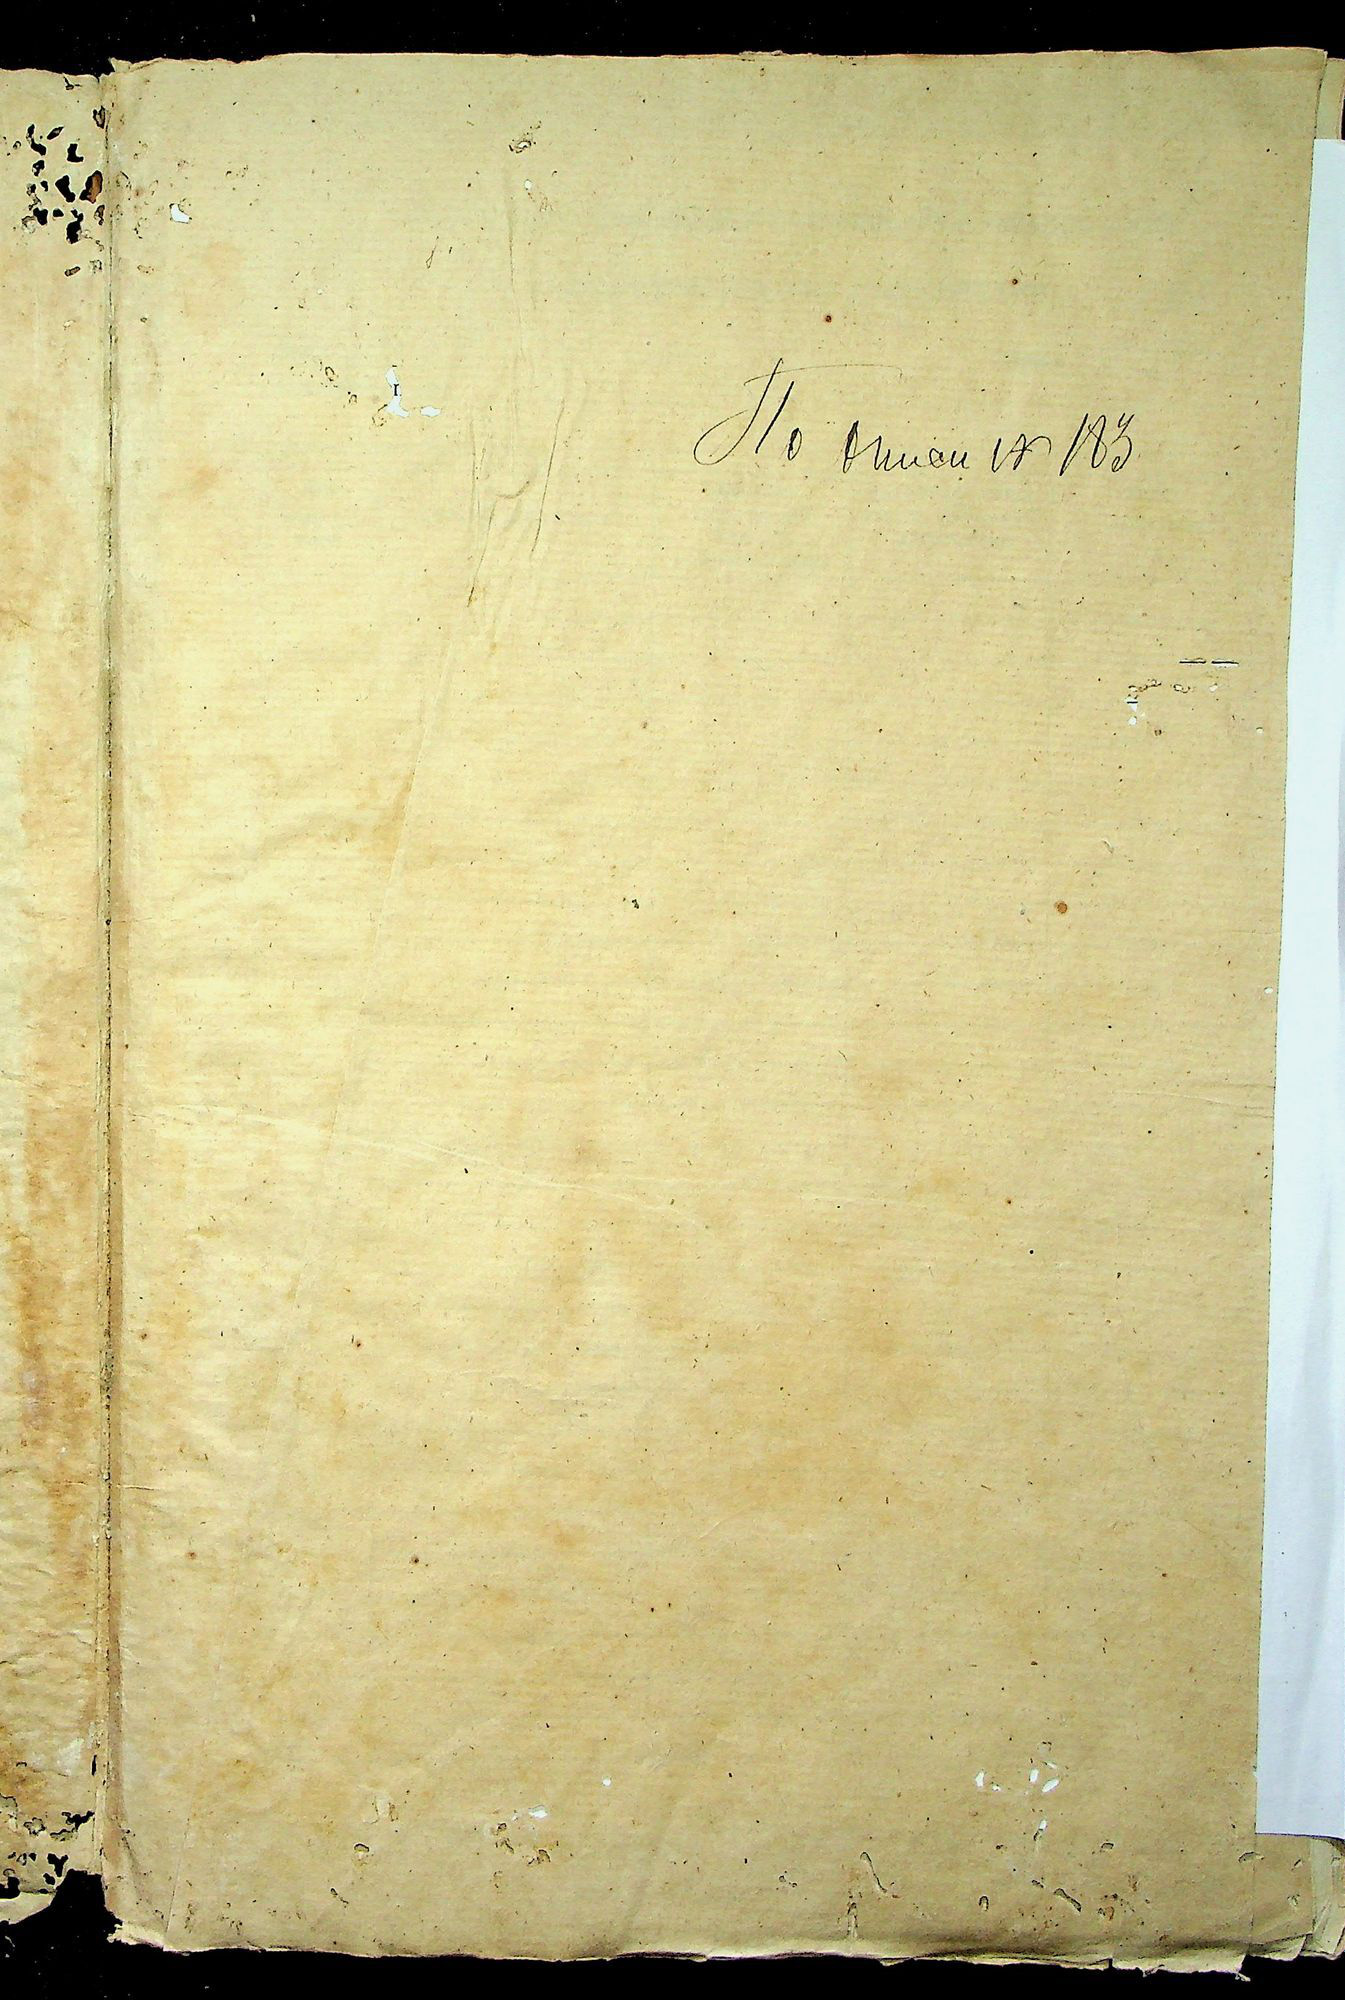 По описи № 183